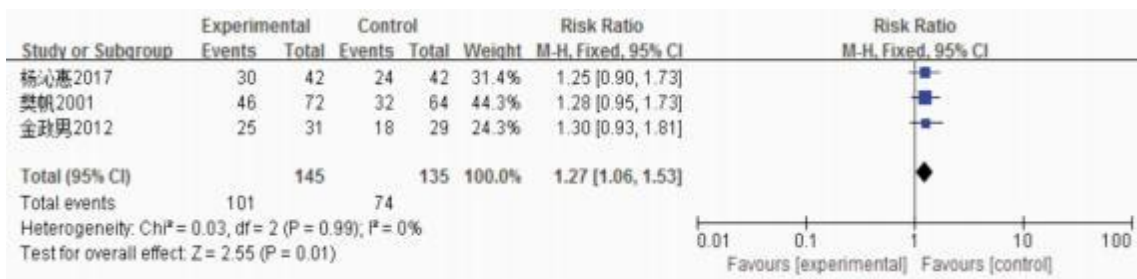 Experimental Control Risk Ratio Risk Ratio
Study or Subgroup Events Total Events Total Weight M-H, Fixed, 95% CI M-H, Fixed, 95% CI
杨沁惠2017 30 42 24 42 31.4% 1.25 [0.90, 1.73]
樊帆2001 46 72 32 64 44.3% 1.28 [0.95, 1.73]
金政男2012 25 31 18 29 24.3% 1.30 [0.93, 1.81]
Total (95% CI) 145 135 100.0% 1.27 [1.06, 1.53]
Total events 101 74
Heterogeneity: Chi² = 0.03, df = 2 (P = 0.99); I² = 0%
Test for overall effect: Z = 2.55 (P = 0.01)
0.01 0.1 1 10 100
Favours [experimental] Favours [control]